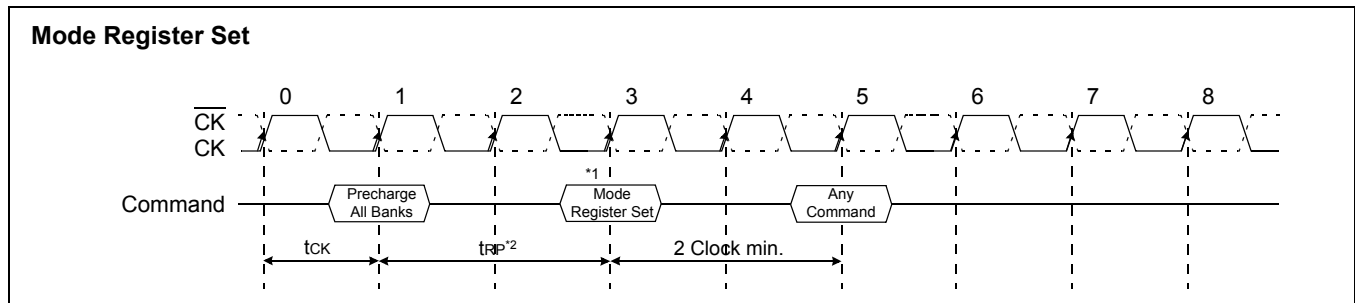 Mode Register Set
0 1 2 3 4 5 6 7 8
CK
CK
*1
Command
Precharge
All Banks
Mode
Register Set
Any
Command
tCK
tRP*2
2 Clock min.